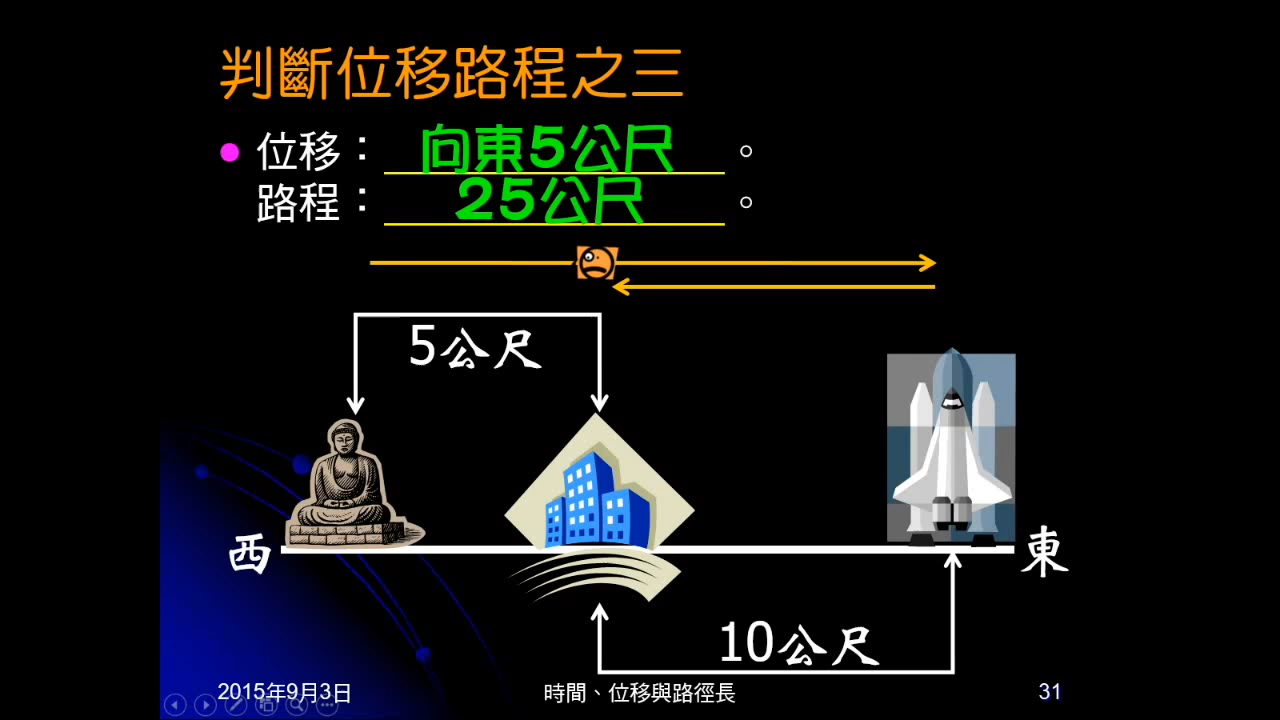 判斷位移路程之三
位移：向東5公尺。
路程：25公尺。
5公尺
西
東
10公尺
2015年9月3日
時間、位移與路徑長
31